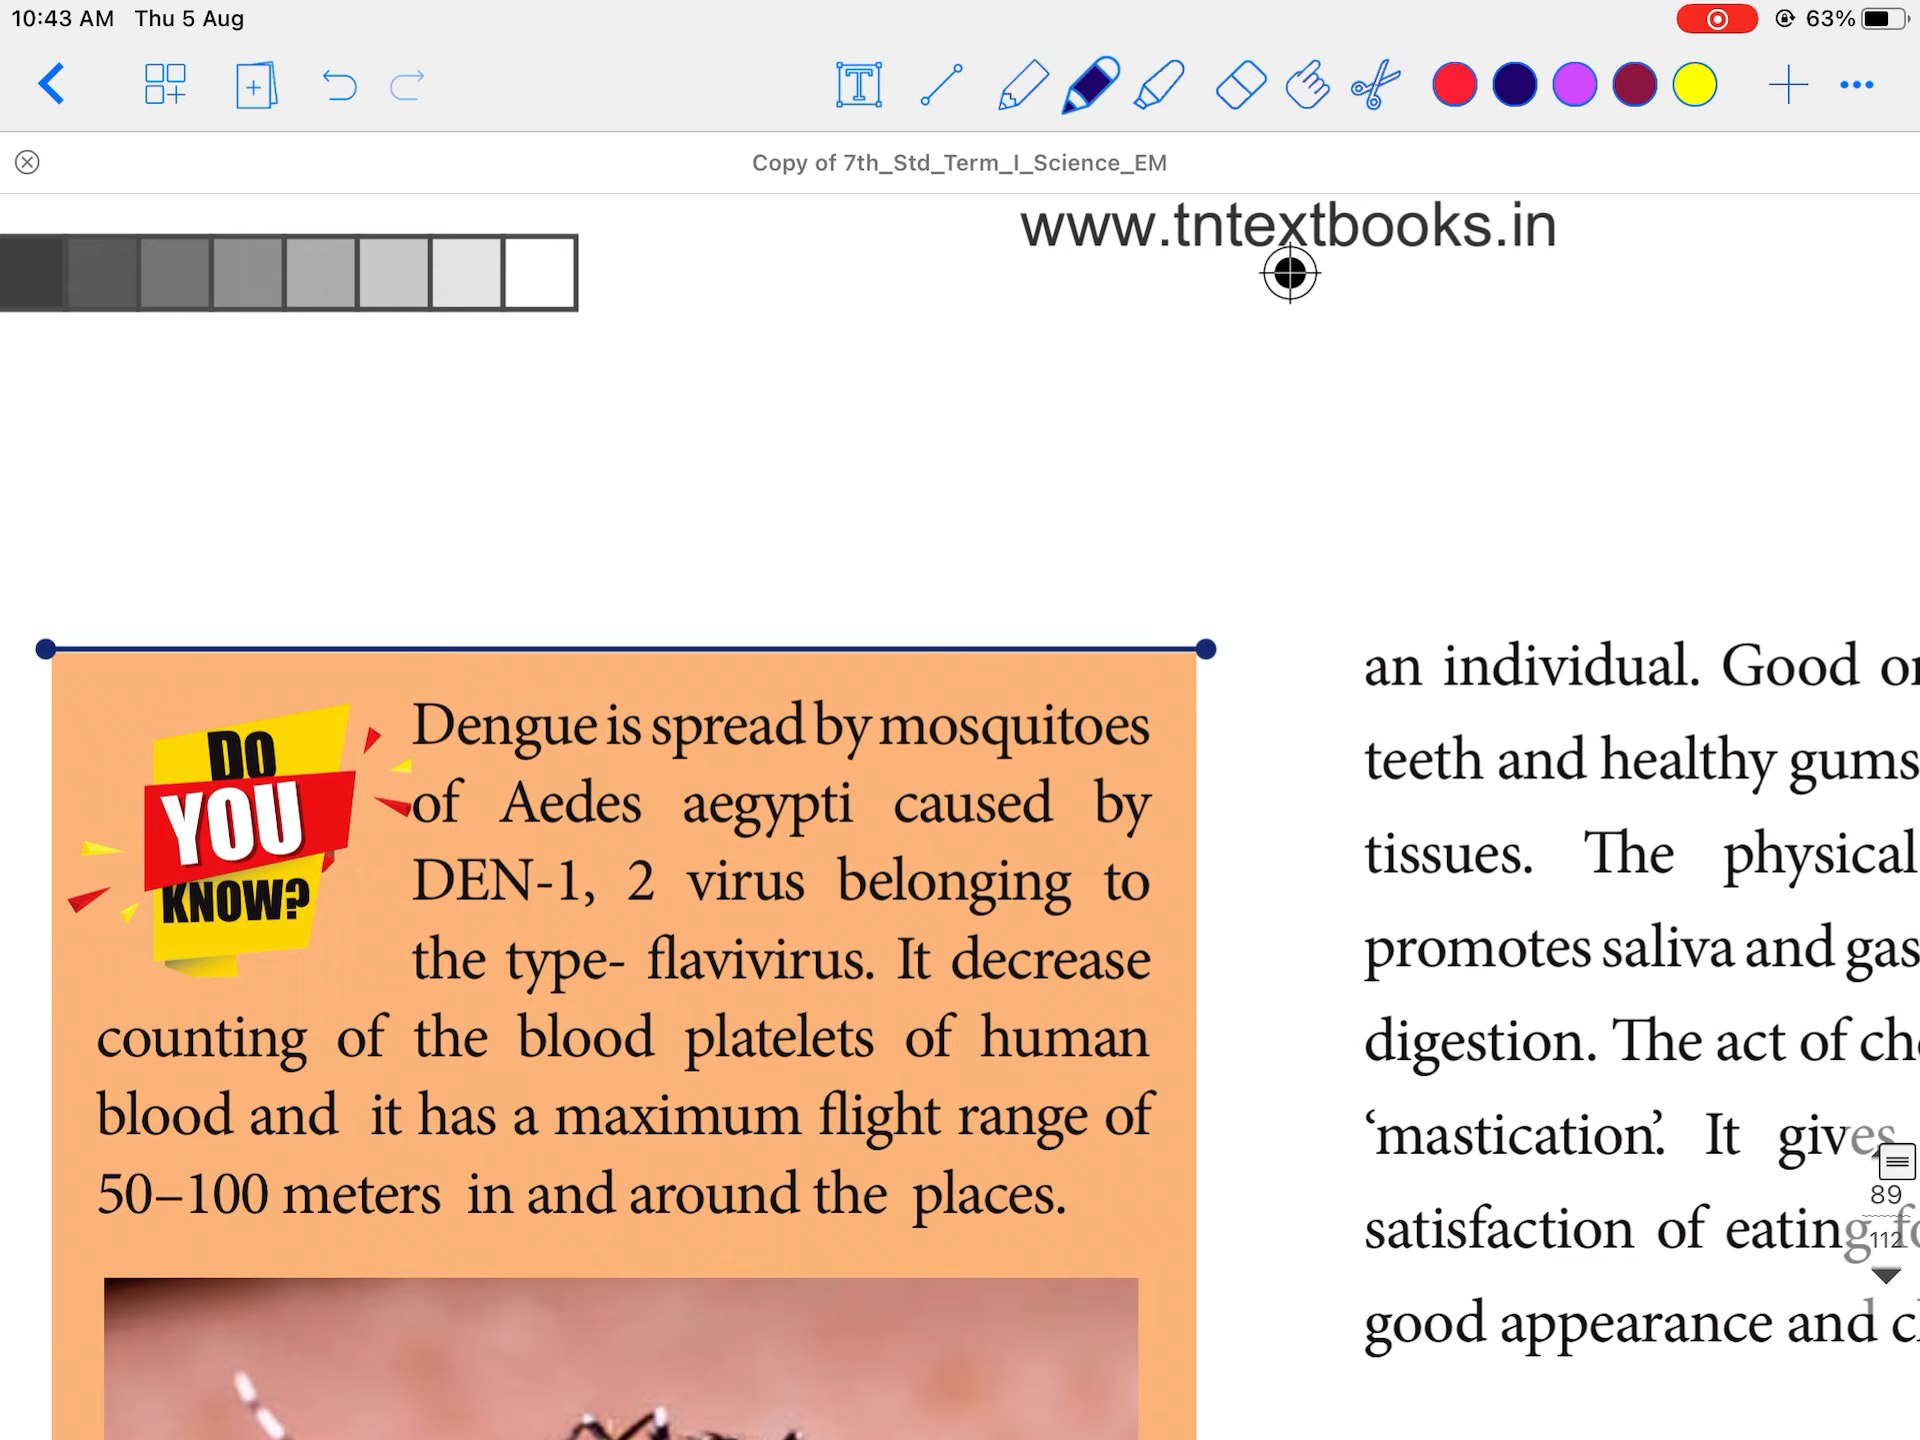 10:43 AM Thu 5 Aug
63%
T
Copy of 7th_Std_Term_I_Science_EM
www.tntextbooks.in
DO
YOU
KNOW?
Dengue is spread by mosquitoes
of Aedes aegypti caused by
DEN-1, 2 virus belonging to
the type- flavivirus. It decrease
counting of the blood platelets of human
blood and it has a maximum flight range of
50–100 meters in and around the places.
an individual. Good
teeth and healthy gums
tissues. The physical
promotes saliva and
digestion. The act of
‘mastication’. It gives
satisfaction of eating
good appearance and
89
112